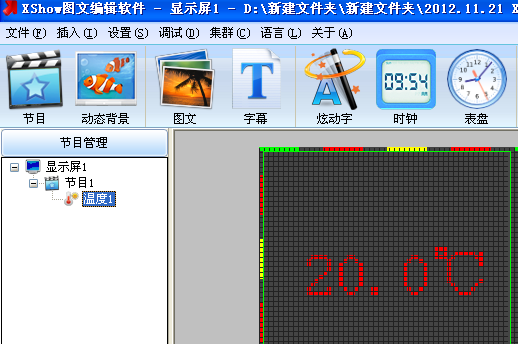 XShow图文编辑软件 - 显示屏1 - D:\新建文件夹\新建文件夹\2012.11.21 X
文件(F) 插入(I) 设置(S) 调试(D) 集群(C) 语言(L) 关于(A)
09:54
节目 动态背景 图文 字幕 炫动字 时钟 表盘
节目管理
显示屏1
节目1
温度1
20.0℃